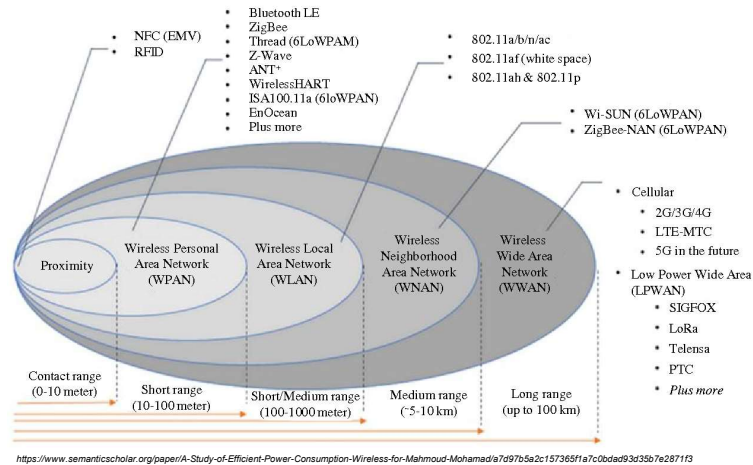 • NFC (EMV)
• RFID
• Bluetooth LE
• ZigBee
• Thread (6LoWPAM)
• Z-Wave
• ANT+
• WirelessHART
• ISA100.11a (6loWPAN)
• EnOcean
• Plus more
• 802.11a/b/n/ac
• 802.11af (white space)
• 802.11ah & 802.11p
• Wi-SUN (6LoWPAN)
• ZigBee-NAN (6LoWPAN)
• Cellular
• 2G/3G/4G
• LTE-MTC
• 5G in the future
• Low Power Wide Area
(LPWAN)
• SIGFOX
• LoRa
• Telensa
• PTC
• Plus more
Proximity
Wireless Personal
Area Network
(WPAN)
Wireless Local
Area Network
(WLAN)
Wireless
Neighborhood
Area Network
(WNAN)
Wireless
Wide Area
Network
(WWAN)
Contact range
(0-10 meter)
Short range
(10-100 meter)
Short/Medium range
(100-1000 meter)
Medium range
(~5-10 km)
Long range
(up to 100 km)
https://www.semanticscholar.org/paper/A-Study-of-Efficient-Power-Consumption-Wireless-for-Mahmoud-Mohamad/a7d97b5a2c157365f1a7c0bdad93d35b7e2871f3